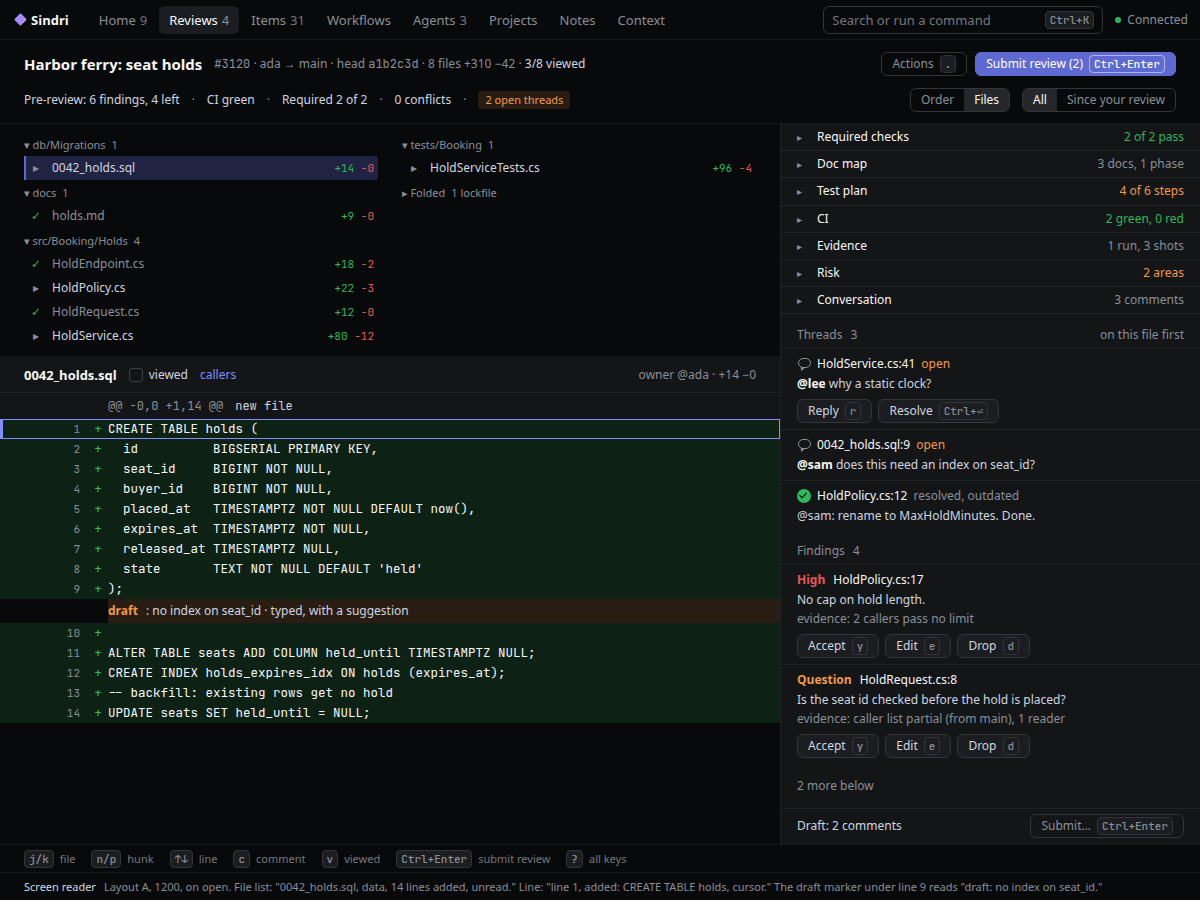 Sindri Home 9 Reviews 4 Items 31 Workflows Agents 3 Projects Notes Context Search or run a command Ctrl+K Connected
Harbor ferry: seat holds #3120 · ada → main · head a1b2c3d · 8 files +310 −42 · 3/8 viewed Actions . Submit review (2) Ctrl+Enter
Pre-review: 6 findings, 4 left · CI green · Required 2 of 2 · 0 conflicts · 2 open threads Order Files All Since your review
▾ db/Migrations 1
▸ 0042_holds.sql +14 -0
▾ docs 1
✓ holds.md +9 -0
▾ src/Booking/Holds 4
✓ HoldEndpoint.cs +18 -2
▸ HoldPolicy.cs +22 -3
✓ HoldRequest.cs +12 -0
▸ HoldService.cs +80 -12
▾ tests/Booking 1
▸ HoldServiceTests.cs +96 -4
▸ Folded 1 lockfile
0042_holds.sql viewed callers owner @ada · +14 −0
@@ -0,0 +1,14 @@ new file
1 + CREATE TABLE holds (
2 + id BIGSERIAL PRIMARY KEY,
3 + seat_id BIGINT NOT NULL,
4 + buyer_id BIGINT NOT NULL,
5 + placed_at TIMESTAMPTZ NOT NULL DEFAULT now(),
6 + expires_at TIMESTAMPTZ NOT NULL,
7 + released_at TIMESTAMPTZ NULL,
8 + state TEXT NOT NULL DEFAULT 'held'
9 + );
draft : no index on seat_id · typed, with a suggestion
10 +
11 + ALTER TABLE seats ADD COLUMN held_until TIMESTAMPTZ NULL;
12 + CREATE INDEX holds_expires_idx ON holds (expires_at);
13 + -- backfill: existing rows get no hold
14 + UPDATE seats SET held_until = NULL;
▸ Required checks 2 of 2 pass
▸ Doc map 3 docs, 1 phase
▸ Test plan 4 of 6 steps
▸ CI 2 green, 0 red
▸ Evidence 1 run, 3 shots
▸ Risk 2 areas
▸ Conversation 3 comments
Threads 3 on this file first
HoldService.cs:41 open
@lee why a static clock?
Reply r Resolve Ctrl+⏎
0042_holds.sql:9 open
@sam does this need an index on seat_id?
HoldPolicy.cs:12 resolved, outdated
@sam: rename to MaxHoldMinutes. Done.
Findings 4
High HoldPolicy.cs:17
No cap on hold length.
evidence: 2 callers pass no limit
Accept y Edit e Drop d
Question HoldRequest.cs:8
Is the seat id checked before the hold is placed?
evidence: caller list partial (from main), 1 reader
Accept y Edit e Drop d
2 more below
Draft: 2 comments Submit... Ctrl+Enter
j/k file n/p hunk ↑↓ line c comment v viewed Ctrl+Enter submit review ? all keys
Screen reader Layout A, 1200, on open. File list: "0042_holds.sql, data, 14 lines added, unread." Line: "line 1, added: CREATE TABLE holds, cursor." The draft marker under line 9 reads "draft: no index on seat_id."